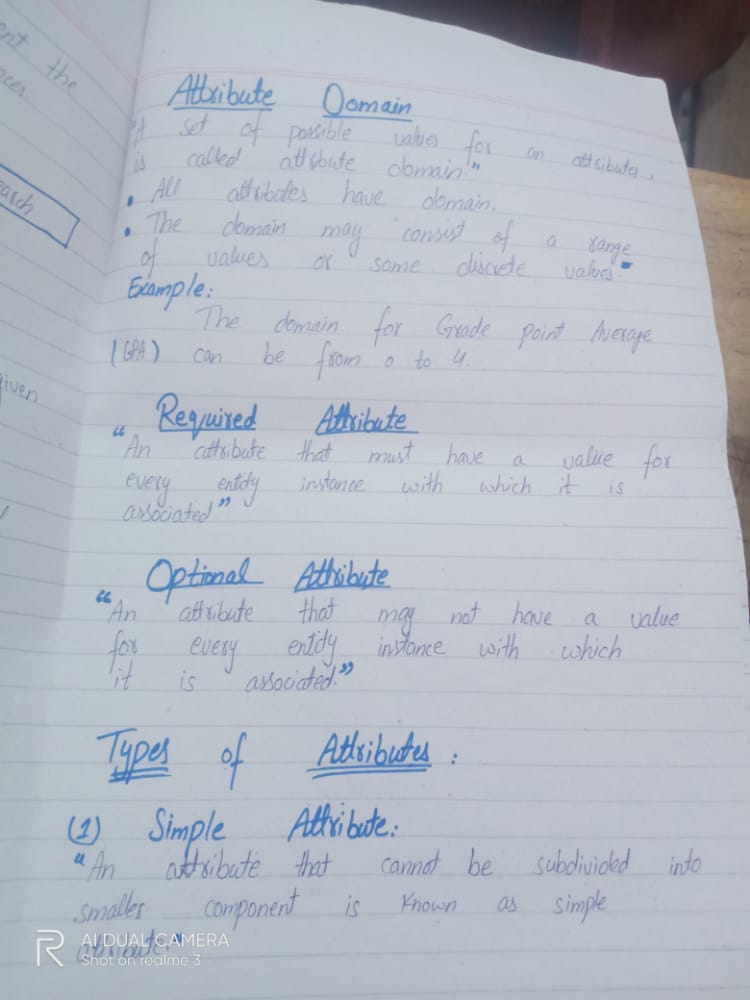 ent the
nces.
earch
given
Attribute Domain
"A set of possible values for an attributes,
is called attribute domain."
• All attributes have domain.
• The domain may consist of a range
of values or some discrete values."
Example:
The domain for Grade point Average
(GPA) can be from 0 to 4.
Required Attribute
"An attribute that must have a value for
every entity instance with which it is
associated"
Optional Attribute
"An attribute that may not have a value
for every entity instance with which
it is associated."
Types of Attributes:
(1) Simple Attribute:
"An attribute that cannot be subdivided into
smaller component is known as simple
attribute."
R AI DUAL CAMERA
Shot on realme 3